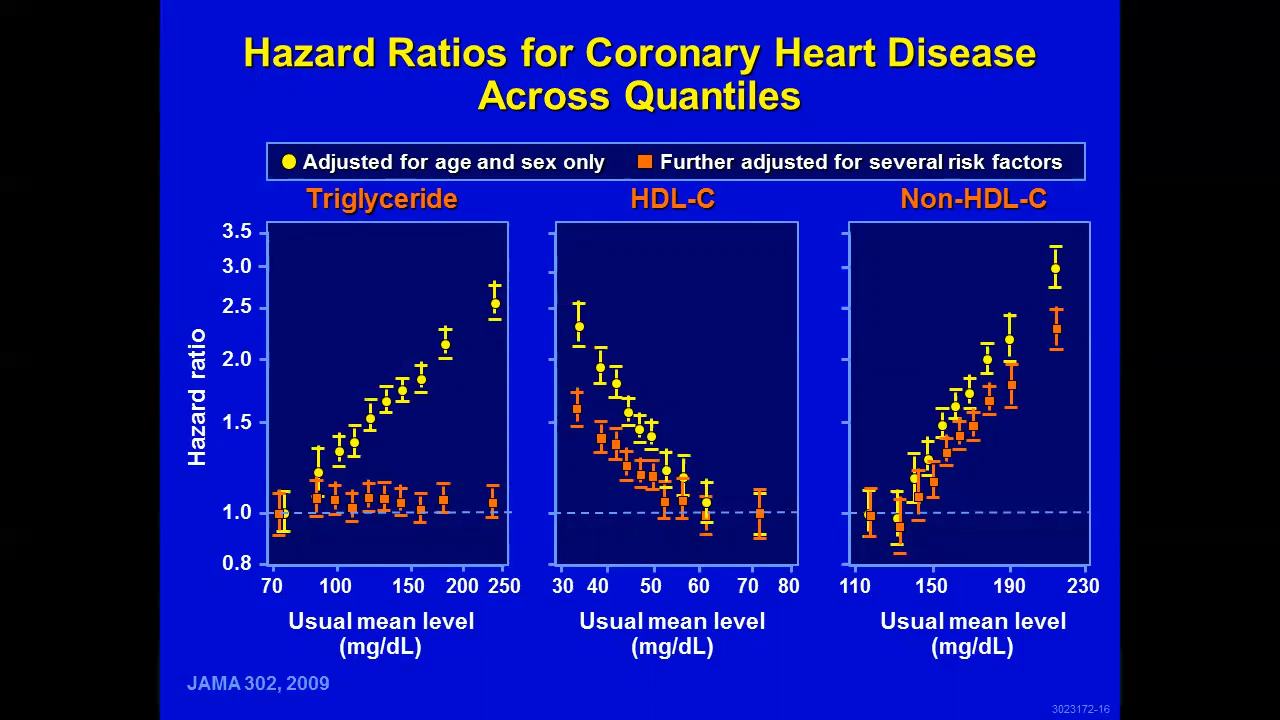 Hazard Ratios for Coronary Heart Disease
Across Quantiles
Adjusted for age and sex only
Further adjusted for several risk factors
Triglyceride
HDL-C
Non-HDL-C
Hazard ratio
3.5
3.0
2.5
2.0
1.5
1.0
0.8
70 100 150 200 250
30 40 50 60 70 80
110 150 190 230
Usual mean level
(mg/dL)
Usual mean level
(mg/dL)
Usual mean level
(mg/dL)
JAMA 302, 2009
3023172-16